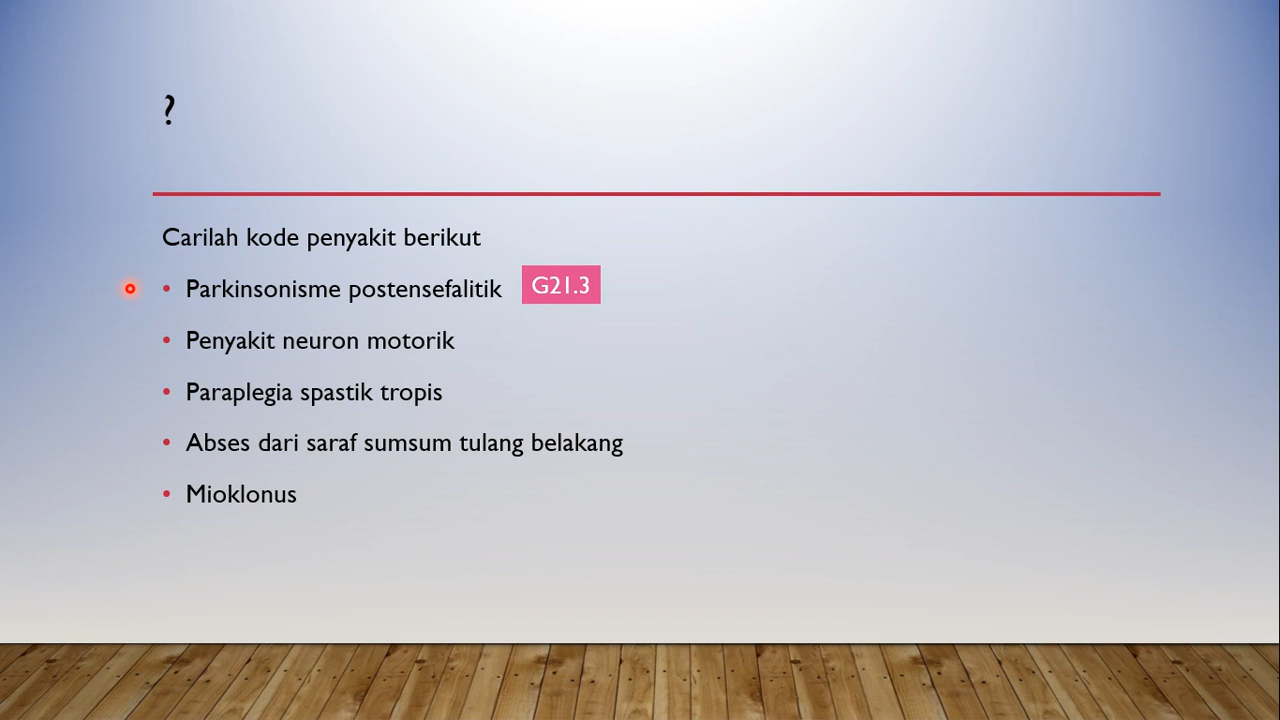 ?
Carilah kode penyakit berikut
• Parkinsonisme postensefalitik G21.3
• Penyakit neuron motorik
• Paraplegia spastik tropis
• Abses dari saraf sumsum tulang belakang
• Mioklonus